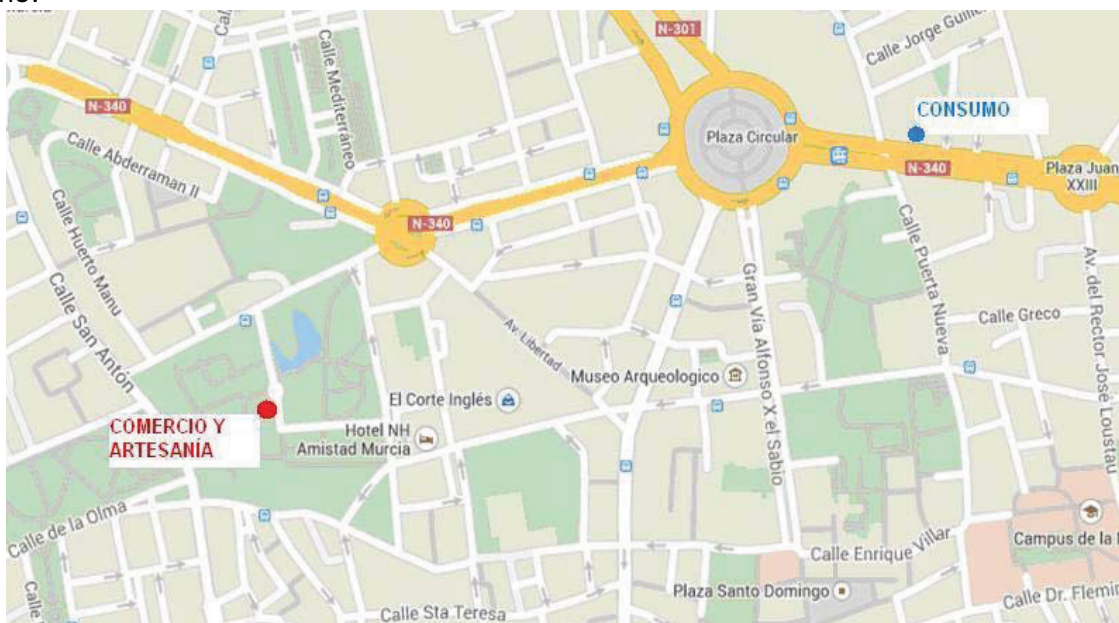 N-301
Calle Jorge Guillé
Calle Mediterráneo
N-340
CONSUMO
Plaza Circular
N-340
Plaza Juan
XXIII
Calle Abderraman II
N-340
Calle Huerto Manu
Calle San Antón
Calle Puerta Nueva
Av. del Rector José Loustau
Gran Vía Alfonso X el Sabio
Calle Greco
Av. Libertad
Museo Arqueologico
El Corte Inglés
COMERCIO Y
ARTESANÍA
Hotel NH
Amistad Murcia
Calle de la Olma
Calle Enrique Villar
Campus de la
Plaza Santo Domingo
Calle Sta Teresa
Calle Dr. Flemin
Calle